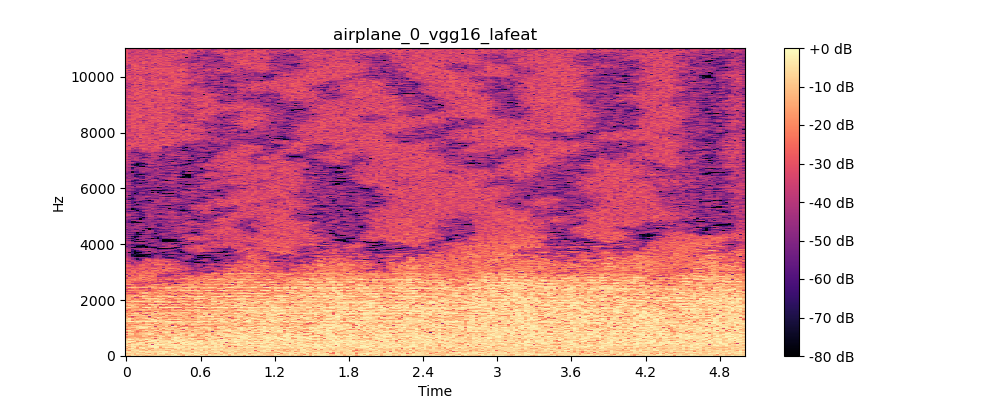 airplane_0_vgg16_lafeat
Hz
10000
8000
6000
4000
2000
0
0 0.6 1.2 1.8 2.4 3 3.6 4.2 4.8
Time
+0 dB
-10 dB
-20 dB
-30 dB
-40 dB
-50 dB
-60 dB
-70 dB
-80 dB